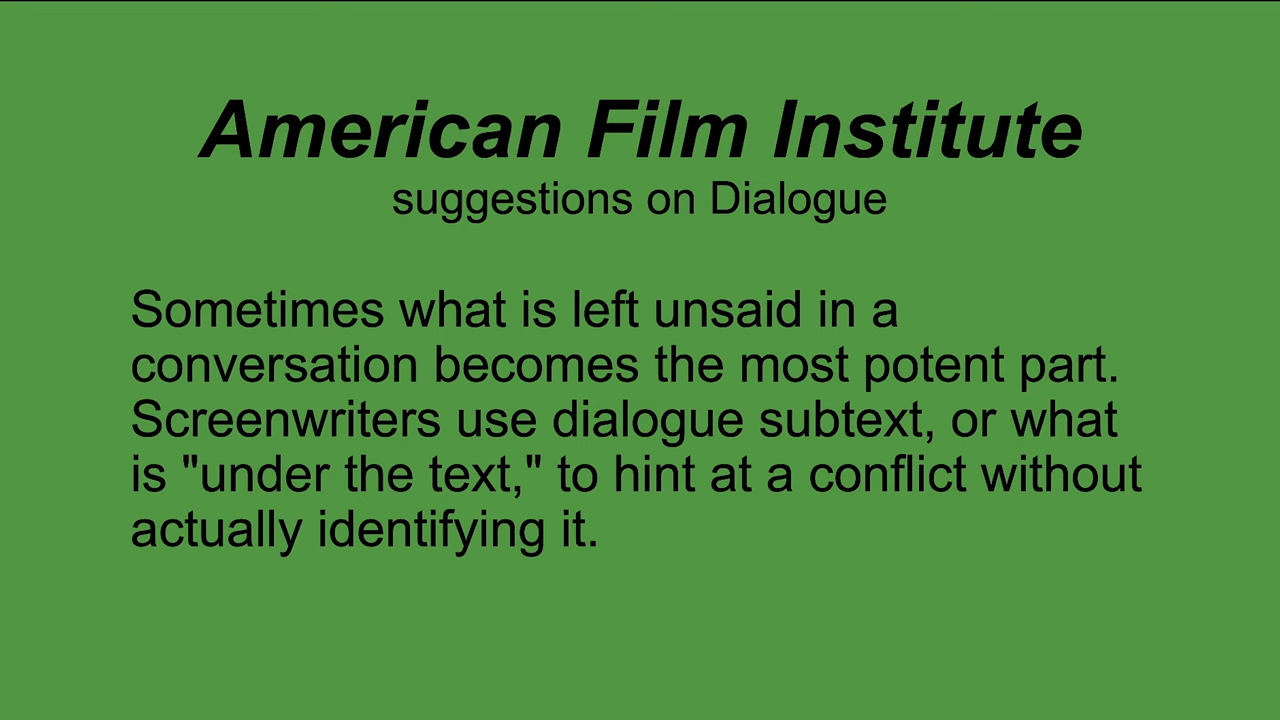 American Film Institute
suggestions on Dialogue
Sometimes what is left unsaid in a
conversation becomes the most potent part.
Screenwriters use dialogue subtext, or what
is "under the text," to hint at a conflict without
actually identifying it.